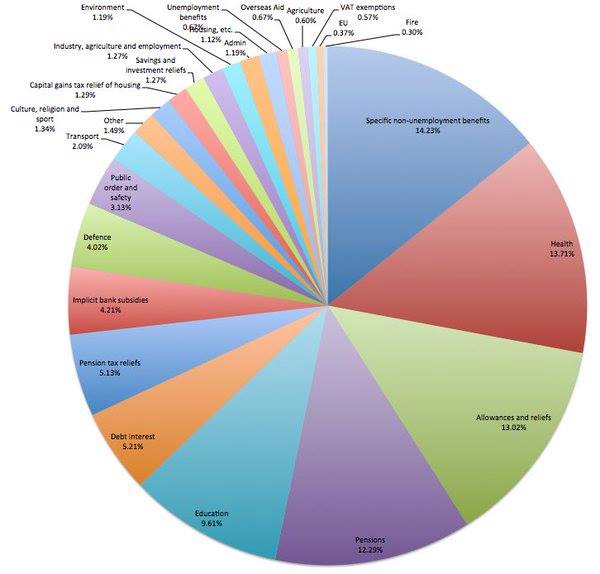 Environment
1.19%
Unemployment
benefits
0.67%
Overseas Aid
0.67%
Agriculture
0.60%
VAT exemptions
0.57%
EU
0.37%
Fire
0.30%
Housing, etc.
1.12%
Admin
1.19%
Industry, agriculture and employment
1.27%
Savings and
investment reliefs
1.27%
Capital gains tax relief of housing
1.29%
Culture, religion and
sport
1.34%
Other
1.49%
Transport
2.09%
Public
order and
safety
3.13%
Defence
4.02%
Implicit bank subsidies
4.21%
Pension tax reliefs
5.13%
Debt interest
5.21%
Education
9.61%
Pensions
12.29%
Allowances and reliefs
13.02%
Health
13.71%
Specific non-unemployment benefits
14.23%